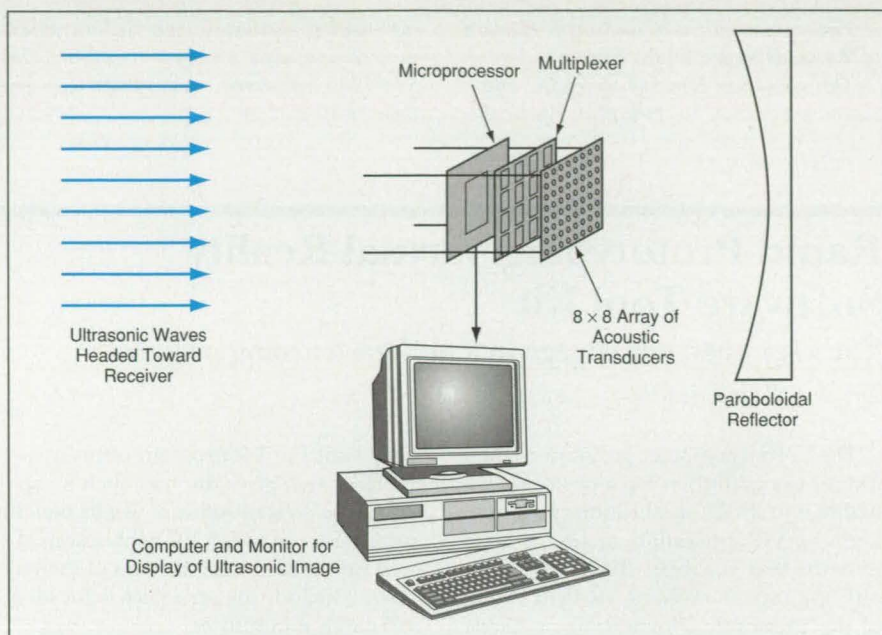 Microprocessor
Multiplexer
Ultrasonic Waves
Headed Toward
Receiver
8 × 8 Array of
Acoustic
Transducers
Paroboloidal
Reflector
Computer and Monitor for
Display of Ultrasonic Image